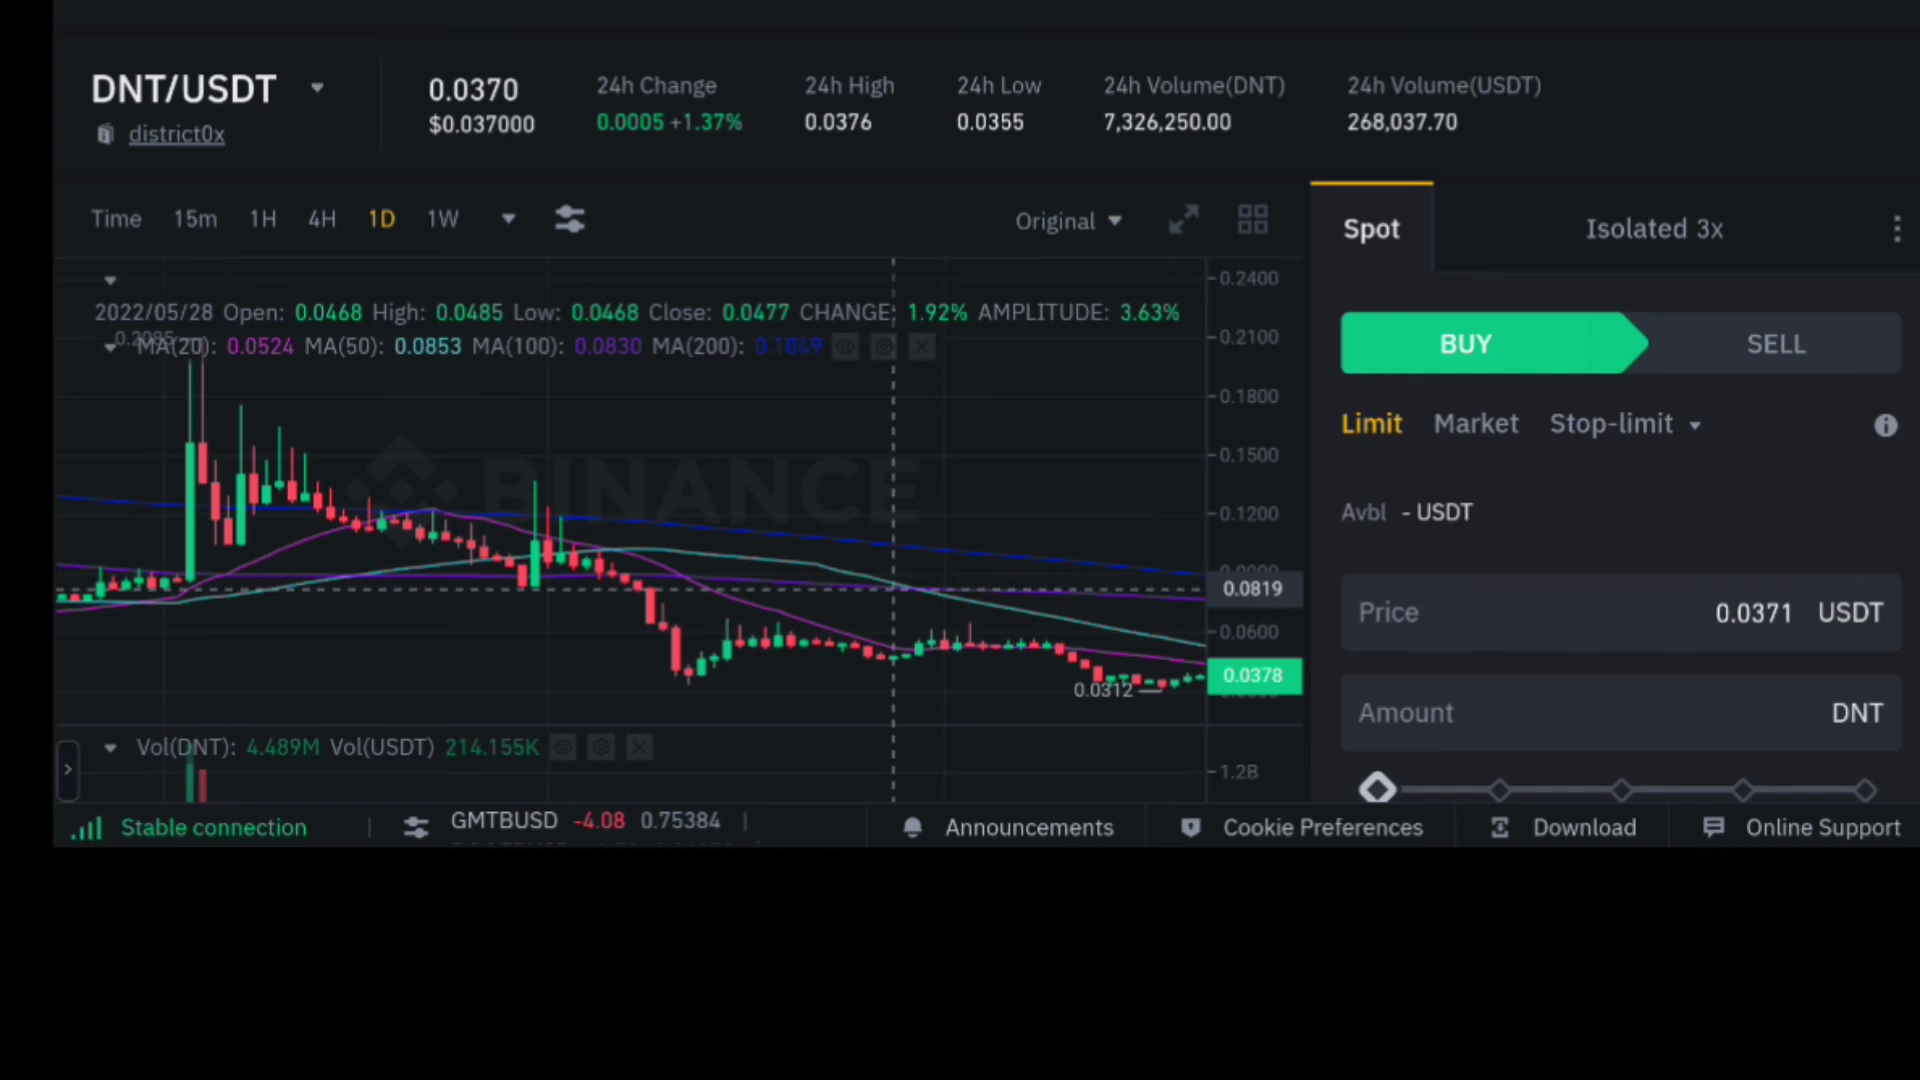 DNT/USDT
district0x
0.0370
$0.037000
24h Change
0.0005 +1.37%
24h High
0.0376
24h Low
0.0355
24h Volume(DNT)
7,326,250.00
24h Volume(USDT)
268,037.70
Time 15m 1H 4H 1D 1W
Original
2022/05/28 Open: 0.0468 High: 0.0485 Low: 0.0468 Close: 0.0477 CHANGE: 1.92% AMPLITUDE: 3.63%
MA(20): 0.0524 MA(50): 0.0853 MA(100): 0.0830 MA(200): 0.1049
0.2085
BINANCE
0.2400
0.2100
0.1800
0.1500
0.1200
0.0900
0.0819
0.0600
0.0378
0.0312
Vol(DNT): 4.489M Vol(USDT) 214.155K
1.2B
Spot
Isolated 3x
BUY
SELL
Limit Market Stop-limit
Avbl - USDT
Price 0.0371 USDT
Amount DNT
Stable connection
GMTBUSD -4.08 0.75384
Announcements
Cookie Preferences
Download
Online Support